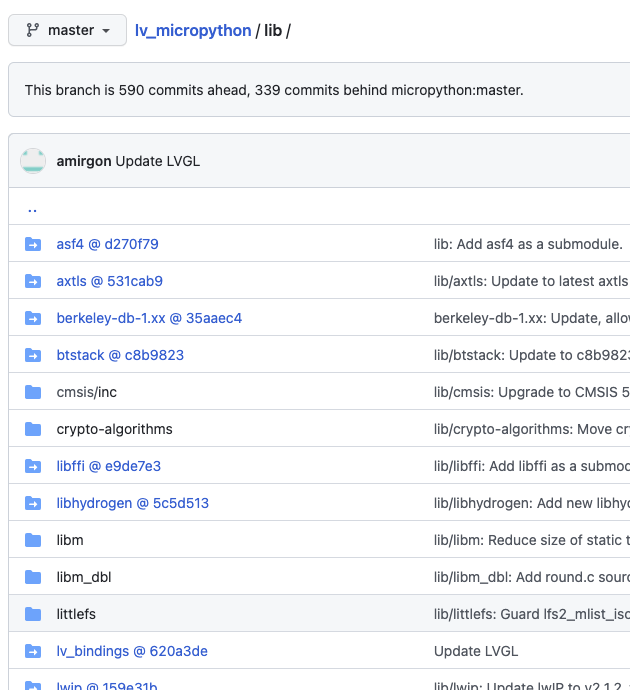 master lv_micropython / lib /
This branch is 590 commits ahead, 339 commits behind micropython:master.
amirgon Update LVGL
..
asf4 @ d270f79 lib: Add asf4 as a submodule.
axtls @ 531cab9 lib/axtls: Update to latest axtls
berkeley-db-1.xx @ 35aaec4 berkeley-db-1.xx: Update, allo
btstack @ c8b9823 lib/btstack: Update to c8b9823
cmsis/inc lib/cmsis: Upgrade to CMSIS 5
crypto-algorithms lib/crypto-algorithms: Move cr
libffi @ e9de7e3 lib/libffi: Add libffi as a submod
libhydrogen @ 5c5d513 lib/libhydrogen: Add new libhy
libm lib/libm: Reduce size of static t
libm_dbl lib/libm_dbl: Add round.c sourc
littlefs lib/littlefs: Guard lfs2_mlist_iso
lv_bindings @ 620a3de Update LVGL
lwip @ 159e31b lib/lwip: Update lwIP to v2.1.2,